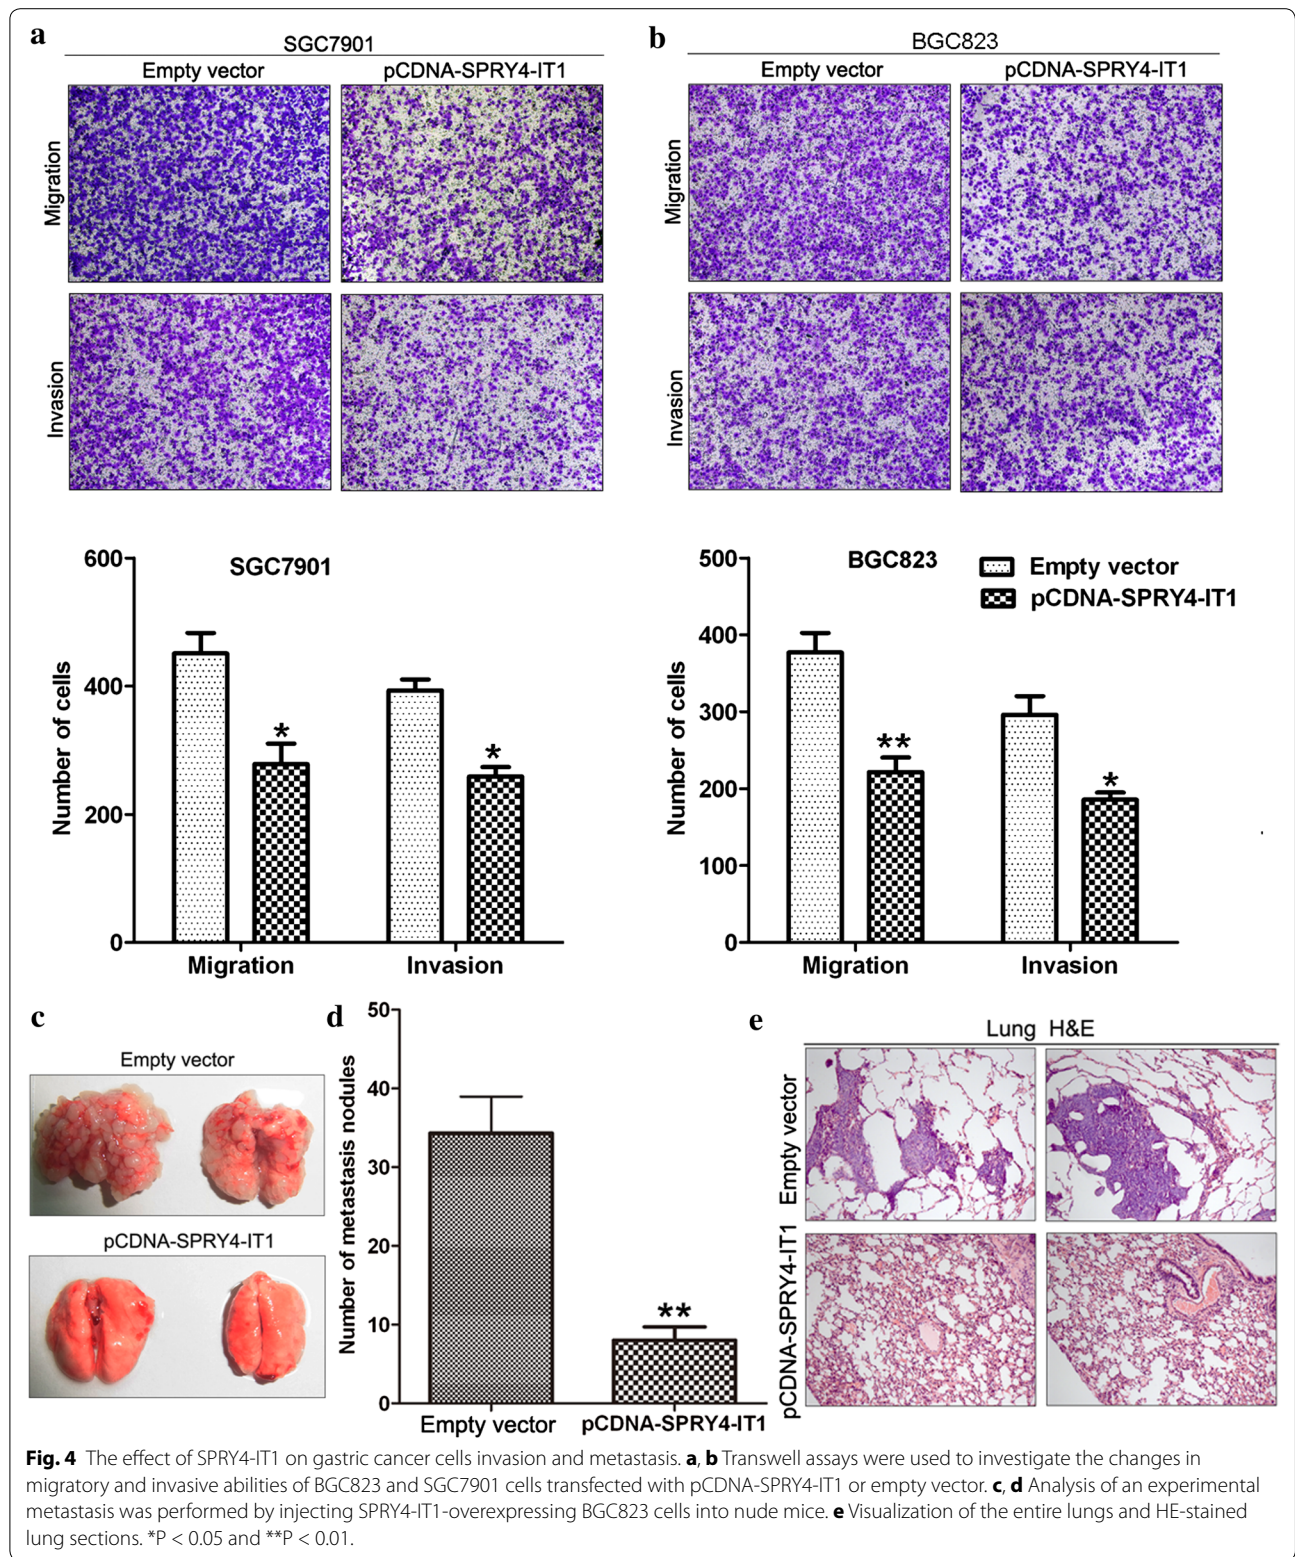 a
SGC7901
Empty vector pCDNA-SPRY4-IT1
Migration
Invasion
b
BGC823
Empty vector pCDNA-SPRY4-IT1
Migration
Invasion
SGC7901
Number of cells
600
400
200
0
Migration Invasion
*
*
BGC823
Empty vector
pCDNA-SPRY4-IT1
Number of cells
500
400
300
200
100
0
Migration Invasion
**
*
c
Empty vector
pCDNA-SPRY4-IT1
d
Number of metastasis nodules
50
40
30
20
10
0
**
Empty vector pCDNA-SPRY4-IT1
e
Lung H&E
Empty vector
pCDNA-SPRY4-IT1
Fig. 4 The effect of SPRY4-IT1 on gastric cancer cells invasion and metastasis. a, b Transwell assays were used to investigate the changes in
migratory and invasive abilities of BGC823 and SGC7901 cells transfected with pCDNA-SPRY4-IT1 or empty vector. c, d Analysis of an experimental
metastasis was performed by injecting SPRY4-IT1-overexpressing BGC823 cells into nude mice. e Visualization of the entire lungs and HE-stained
lung sections. *P < 0.05 and **P < 0.01.